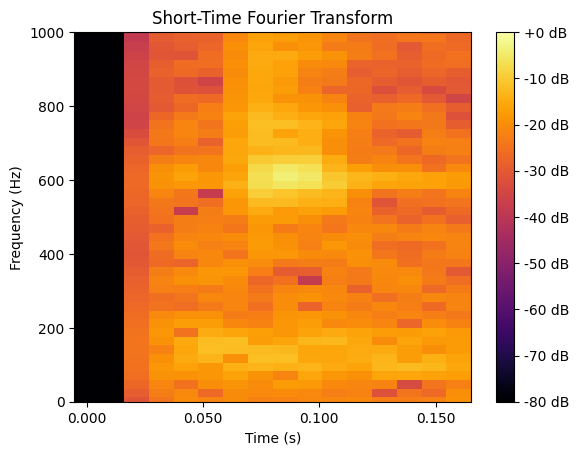 Short-Time Fourier Transform
1000
800
600
400
200
0
Frequency (Hz)
0.000
0.050
0.100
0.150
Time (s)
+0 dB
-10 dB
-20 dB
-30 dB
-40 dB
-50 dB
-60 dB
-70 dB
-80 dB